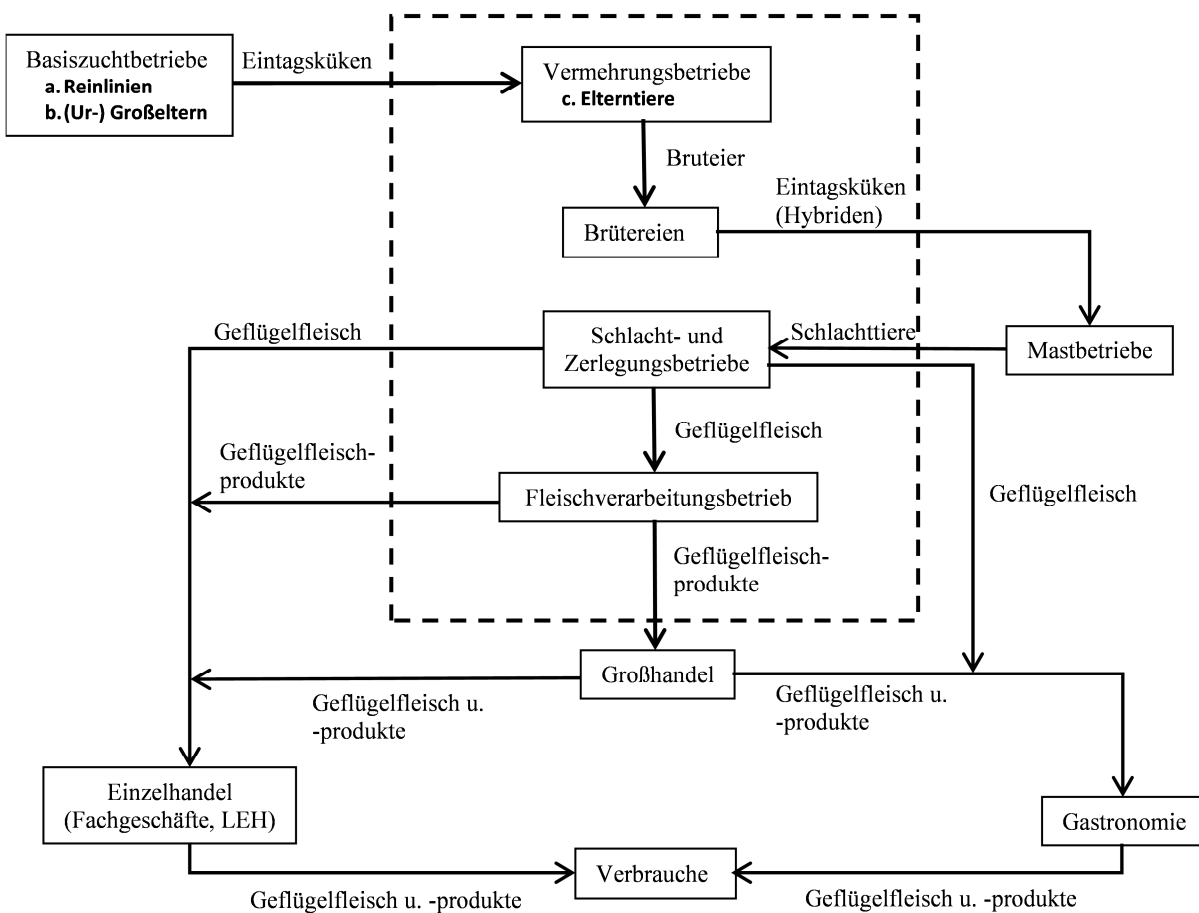 Basiszuchtbetriebe
a. Reinlinien
b. (Ur-) Großeltern
Eintagsküken
Vermehrungsbetriebe
c. Elterntiere
Bruteier
Eintagsküken
(Hybriden)
Brütereien
Geflügelfleisch
Schlacht- und
Zerlegungsbetriebe
Schlachttiere
Mastbetriebe
Geflügelfleisch
Geflügelfleisch-
produkte
Fleischverarbeitungsbetrieb
Geflügelfleisch
Geflügelfleisch-
produkte
Großhandel
Geflügelfleisch u.
-produkte
Geflügelfleisch u.
-produkte
Einzelhandel
(Fachgeschäfte, LEH)
Gastronomie
Verbrauche
Geflügelfleisch u. -produkte
Geflügelfleisch u. -produkte